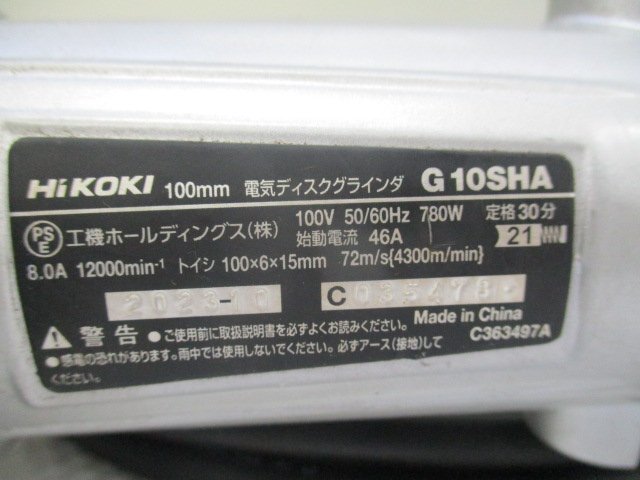 HiKOKI 100mm 電気ディスクグラインダ G10SHA
PSE 工機ホールディングス(株) 100V 50/60Hz 780W 定格30分
始動電流 46A 21
8.0A 12000min⁻¹ トイシ 100×6×15mm 72m/s{4300m/min}
2023-10 C
Made in China
⚠警告 ●ご使用前に取扱説明書を必ずよくお読みください。 C363497A
●感電の恐れがあります。雨中では使用しないでください。必ずアース(接地)して
ください。